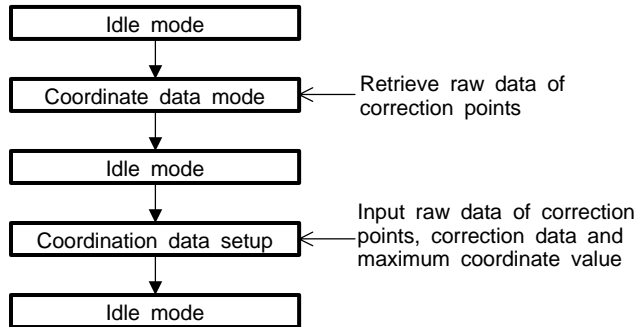 Idle mode
Coordinate data mode
Retrieve raw data of
correction points
Idle mode
Coordination data setup
Input raw data of correction
points, correction data and
maximum coordinate value
Idle mode